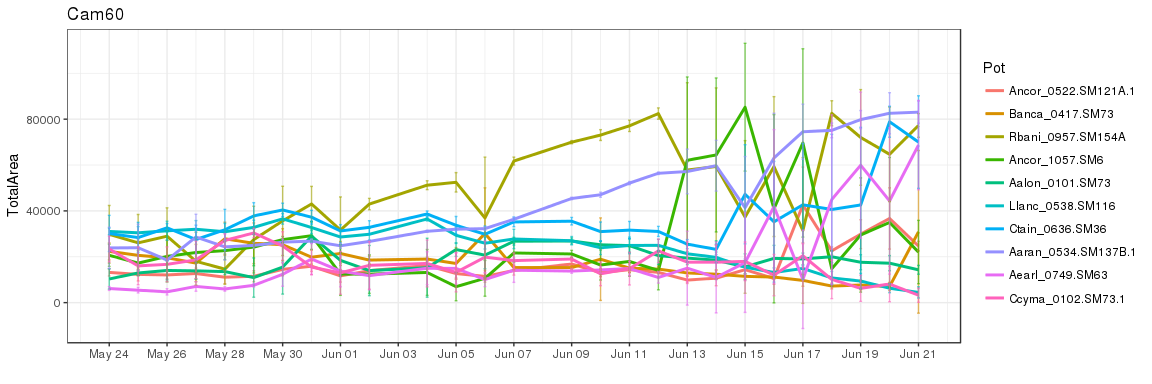 Cam60
TotalArea
80000
40000
0
May 24 May 26 May 28 May 30 Jun 01 Jun 03 Jun 05 Jun 07 Jun 09 Jun 11 Jun 13 Jun 15 Jun 17 Jun 19 Jun 21
Pot
Ancor_0522.SM121A.1
Banca_0417.SM73
Rbani_0957.SM154A
Ancor_1057.SM6
Aalon_0101.SM73
Llanc_0538.SM116
Ctain_0636.SM36
Aaran_0534.SM137B.1
Aearl_0749.SM63
Ccyma_0102.SM73.1